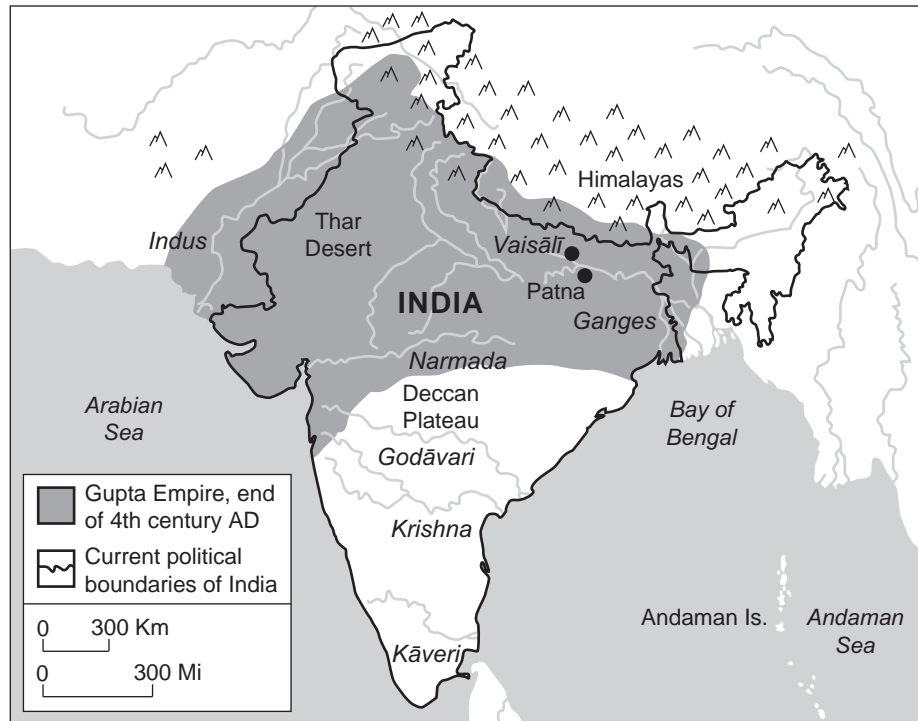 Himalayas
Indus
Thar
Desert
Vaisālī
Patna
INDIA
Ganges
Narmada
Arabian
Sea
Deccan
Plateau
Bay of
Bengal
Godāvari
Gupta Empire, end
of 4th century AD
Krishna
Current political
boundaries of India
0 300 Km
0 300 Mi
Andaman Is.
Andaman
Sea
Kāveri